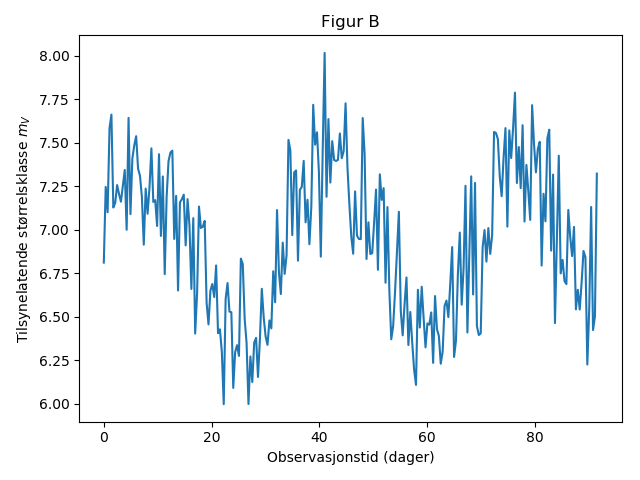 Figur B
Tilsynelatende størrelsesklasse m_V
8.00
7.75
7.50
7.25
7.00
6.75
6.50
6.25
6.00
0 20 40 60 80
Observasjonstid (dager)